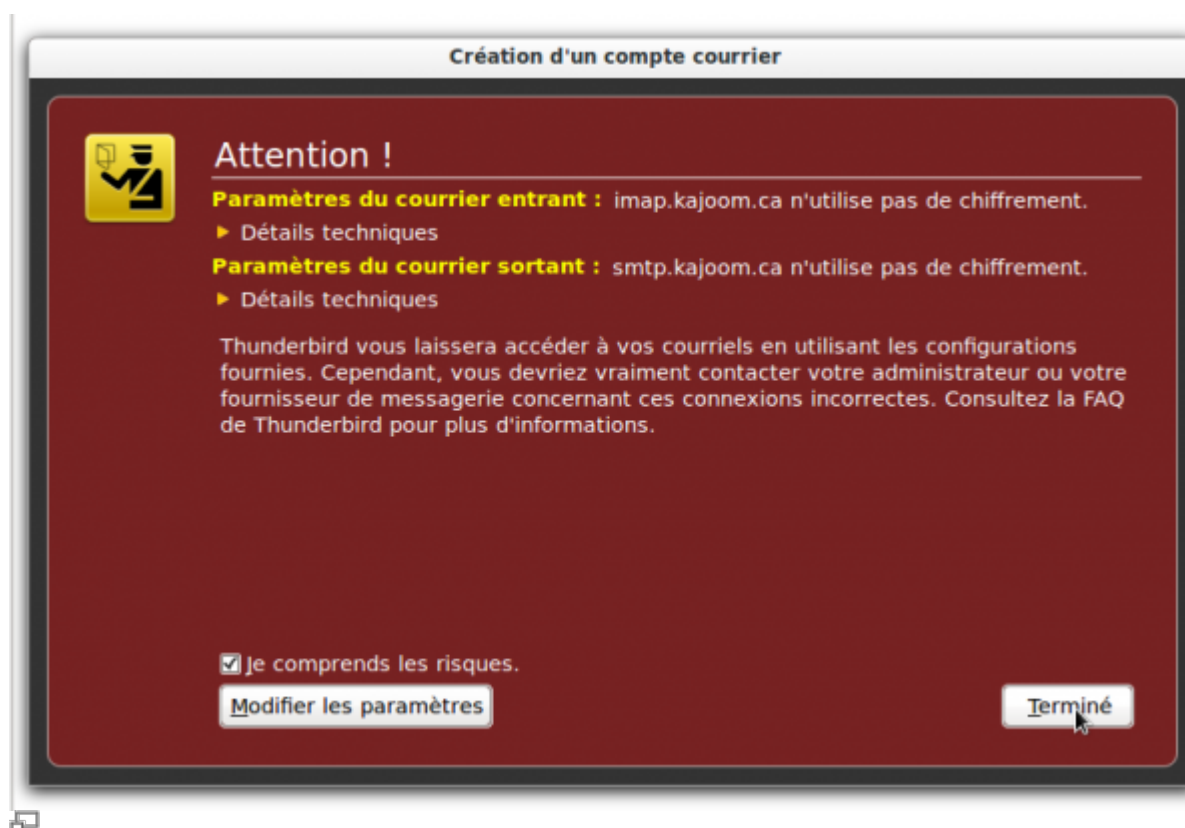 Création d'un compte courrier
Attention !
Paramètres du courrier entrant : imap.kajoom.ca n'utilise pas de chiffrement.
Détails techniques
Paramètres du courrier sortant : smtp.kajoom.ca n'utilise pas de chiffrement.
Détails techniques
Thunderbird vous laissera accéder à vos courriels en utilisant les configurations
fournies. Cependant, vous devriez vraiment contacter votre administrateur ou votre
fournisseur de messagerie concernant ces connexions incorrectes. Consultez la FAQ
de Thunderbird pour plus d'informations.
Je comprends les risques.
Modifier les paramètres
Terminé